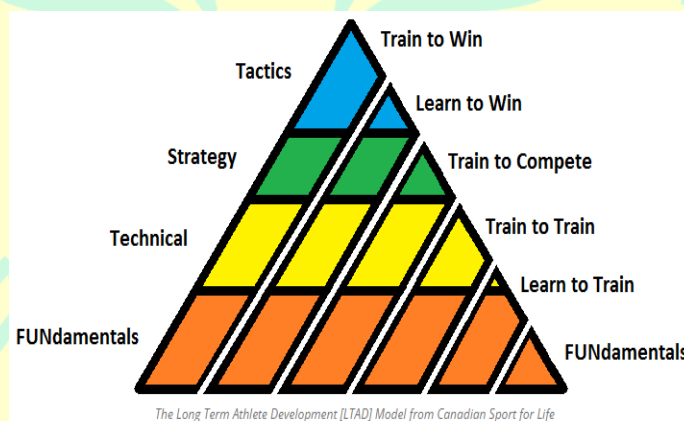 Train to Win
Tactics
Learn to Win
Strategy
Train to Compete
Train to Train
Technical
Learn to Train
FUNdamentals
FUNdamentals
The Long Term Athlete Development [LTAD] Model from Canadian Sport for Life